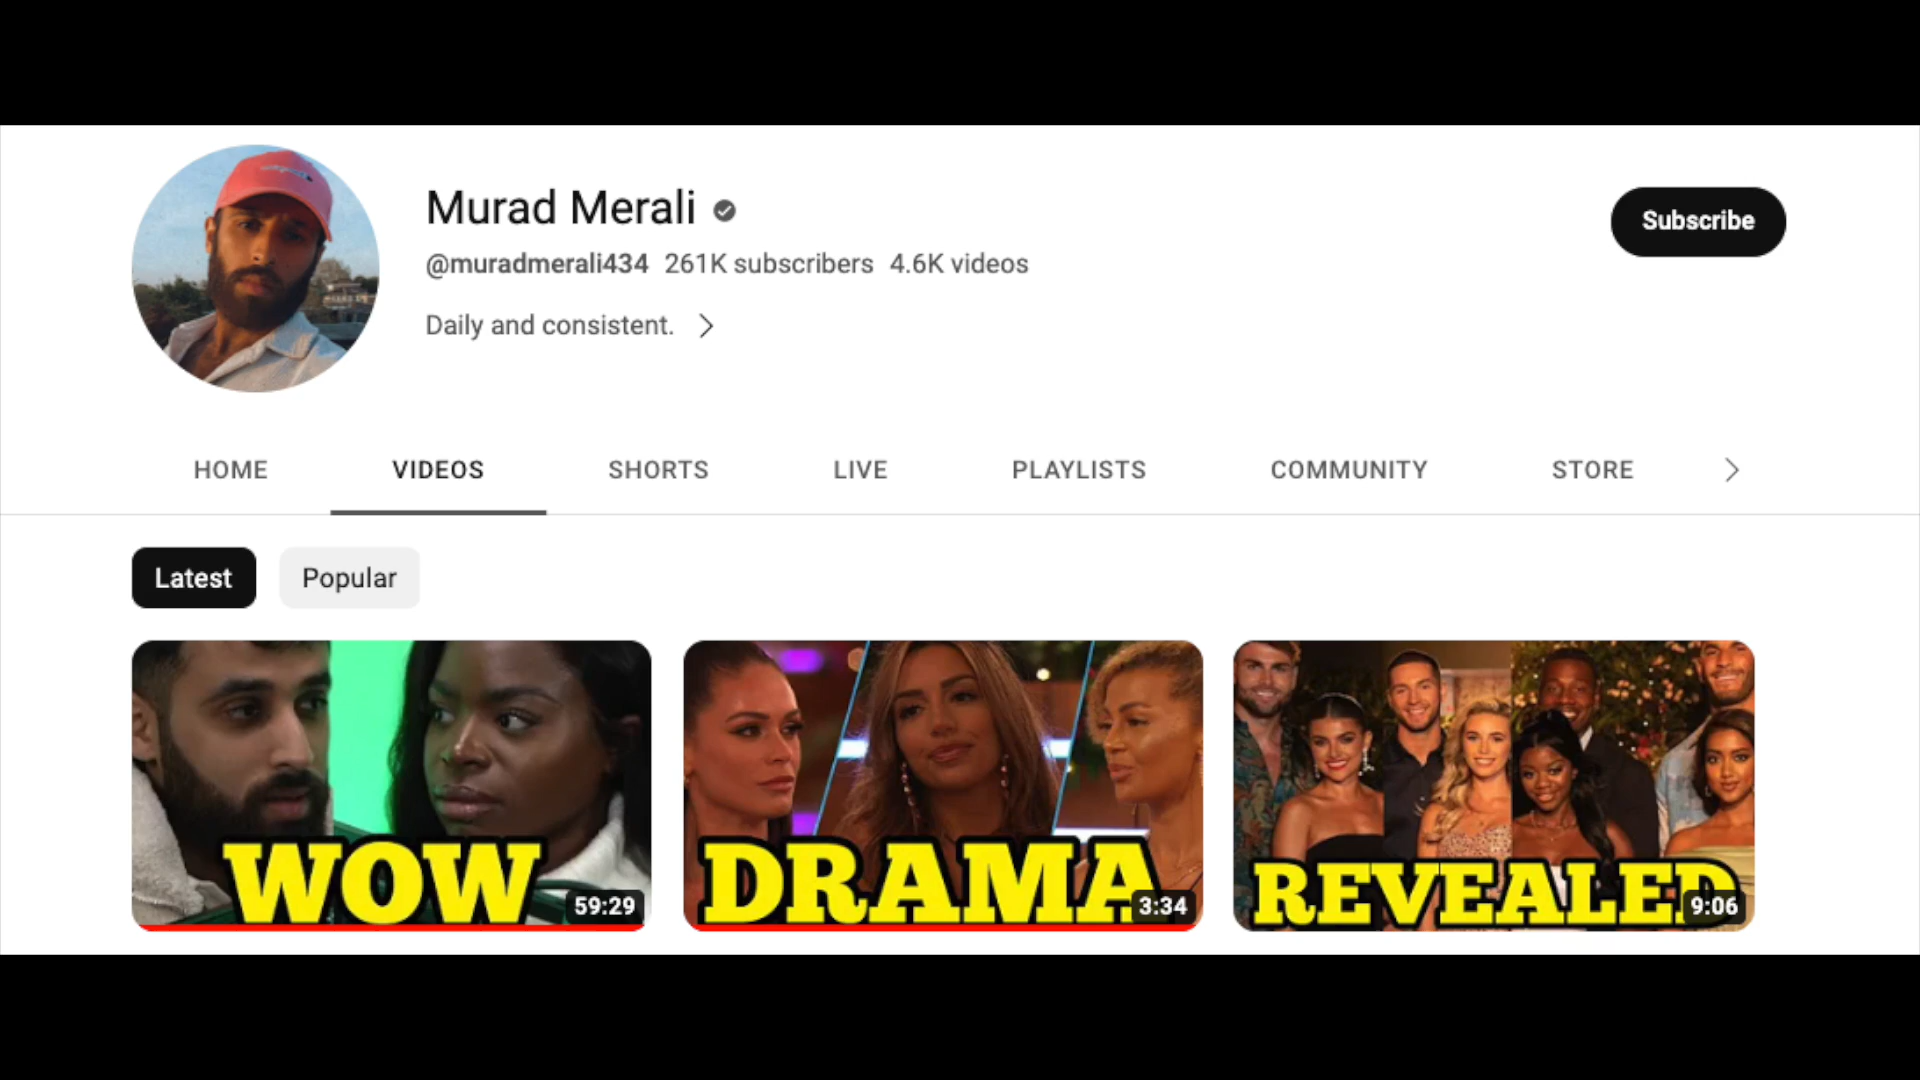 Murad Merali
@muradmerali434 261K subscribers 4.6K videos
Daily and consistent.
Subscribe
HOME VIDEOS SHORTS LIVE PLAYLISTS COMMUNITY STORE
Latest Popular
WOW
59:29
DRAMA
3:34
REVEALED
9:06